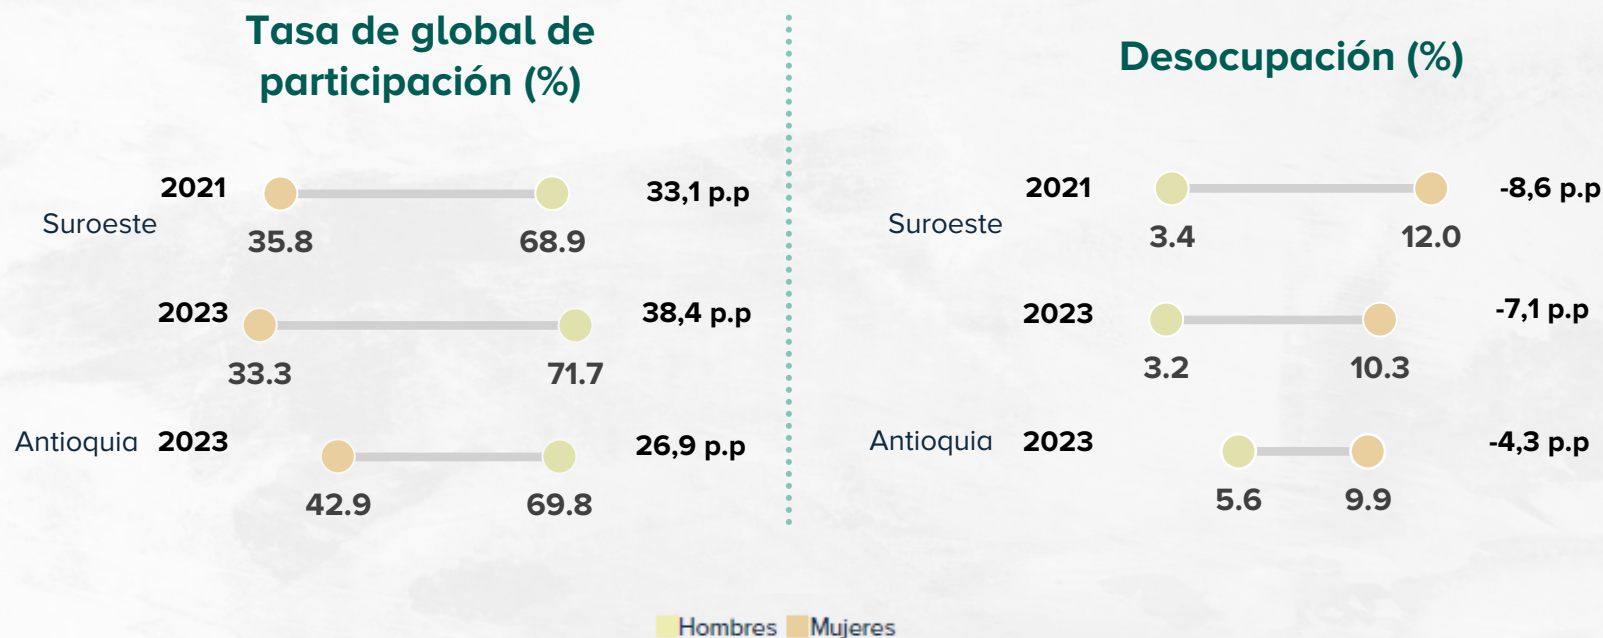 Tasa de global de
participación (%)
Suroeste
2021
35.8
68.9
33,1 p.p
2023
33.3
71.7
38,4 p.p
Antioquia
2023
42.9
69.8
26,9 p.p
Desocupación (%)
Suroeste
2021
3.4
12.0
-8,6 p.p
2023
3.2
10.3
-7,1 p.p
Antioquia
2023
5.6
9.9
-4,3 p.p
Hombres
Mujeres